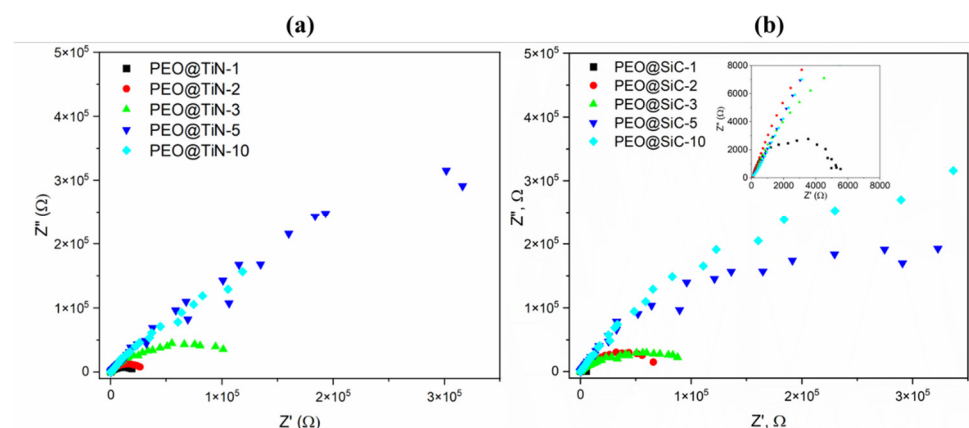 (a)
5×10⁵
4×10⁵
3×10⁵
2×10⁵
1×10⁵
0
Z'' (Ω)
PEO@TiN-1
PEO@TiN-2
PEO@TiN-3
PEO@TiN-5
PEO@TiN-10
0
1×10⁵
2×10⁵
3×10⁵
Z' (Ω)
(b)
5×10⁵
4×10⁵
3×10⁵
2×10⁵
1×10⁵
0
Z'', Ω
PEO@SiC-1
PEO@SiC-2
PEO@SiC-3
PEO@SiC-5
PEO@SiC-10
8000
6000
4000
2000
0
Z'' (Ω)
0
2000
4000
6000
8000
Z' (Ω)
0
1×10⁵
2×10⁵
3×10⁵
Z', Ω